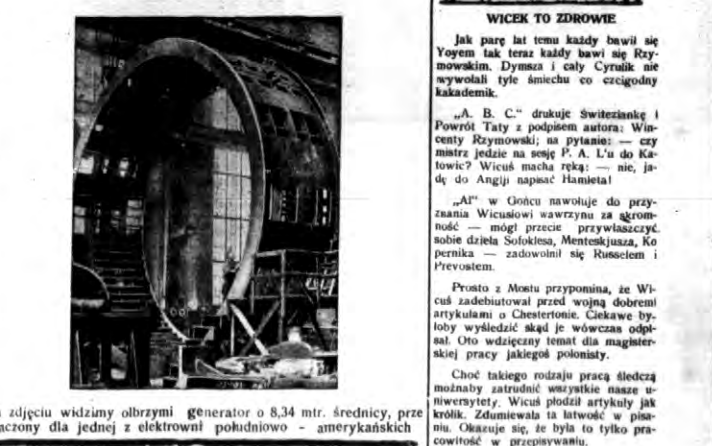 zdjęciu widzimy olbrzymi generator o 8,34 mtr. średnicy, prze
aczony dla jednej z elektrowni południowo - amerykańskich
WICEK TO ZDROWIE
Jak parę lat temu każdy bawił się
Yoyem tak teraz każdy bawi się Rzy-
mowskim. Dymsza i cały Cyrulik nie
wywołali tyle śmiechu co czcigodny
kakademik.
„A. B. C." drukuje Świteziankę i
Powrót Taty z podpisem autora: Win-
centy Rzymowski; na pytanie: — czy
mistrz jedzie na sesję P. A. L'u do Ka-
towic? Wicuś macha ręką: — nie, ja-
dę do Anglji napisać Hamleta!
„Al" w Gońcu nawołuje do przy-
znania Wicusiowi wawrzynu za skrom-
ność — mógł przecie przywłaszczyć
sobie dzieła Sofoklesa, Menteskjusza, Ko
pernika — zadowolnił się Russelem i
Prevostem.
Prosto z Mostu przypomina, że Wi-
cuś zadebiutował przed wojną dobremi
artykułami o Chestertonie. Ciekawe by-
łoby wyśledzić skąd je wówczas odpi-
sał. Oto wdzięczny temat dla magister-
skiej pracy jakiegoś polonisty.
Choć takiego rodzaju pracą śledczą
możnaby zatrudnić wszystkie nasze u-
niwersytety. Wicuś płodził artykuły jak
królik. Zdumiewała ta łatwość w pisa-
niu. Okazuje się, że była to tylko pra-
cowitość w przepisywaniu.